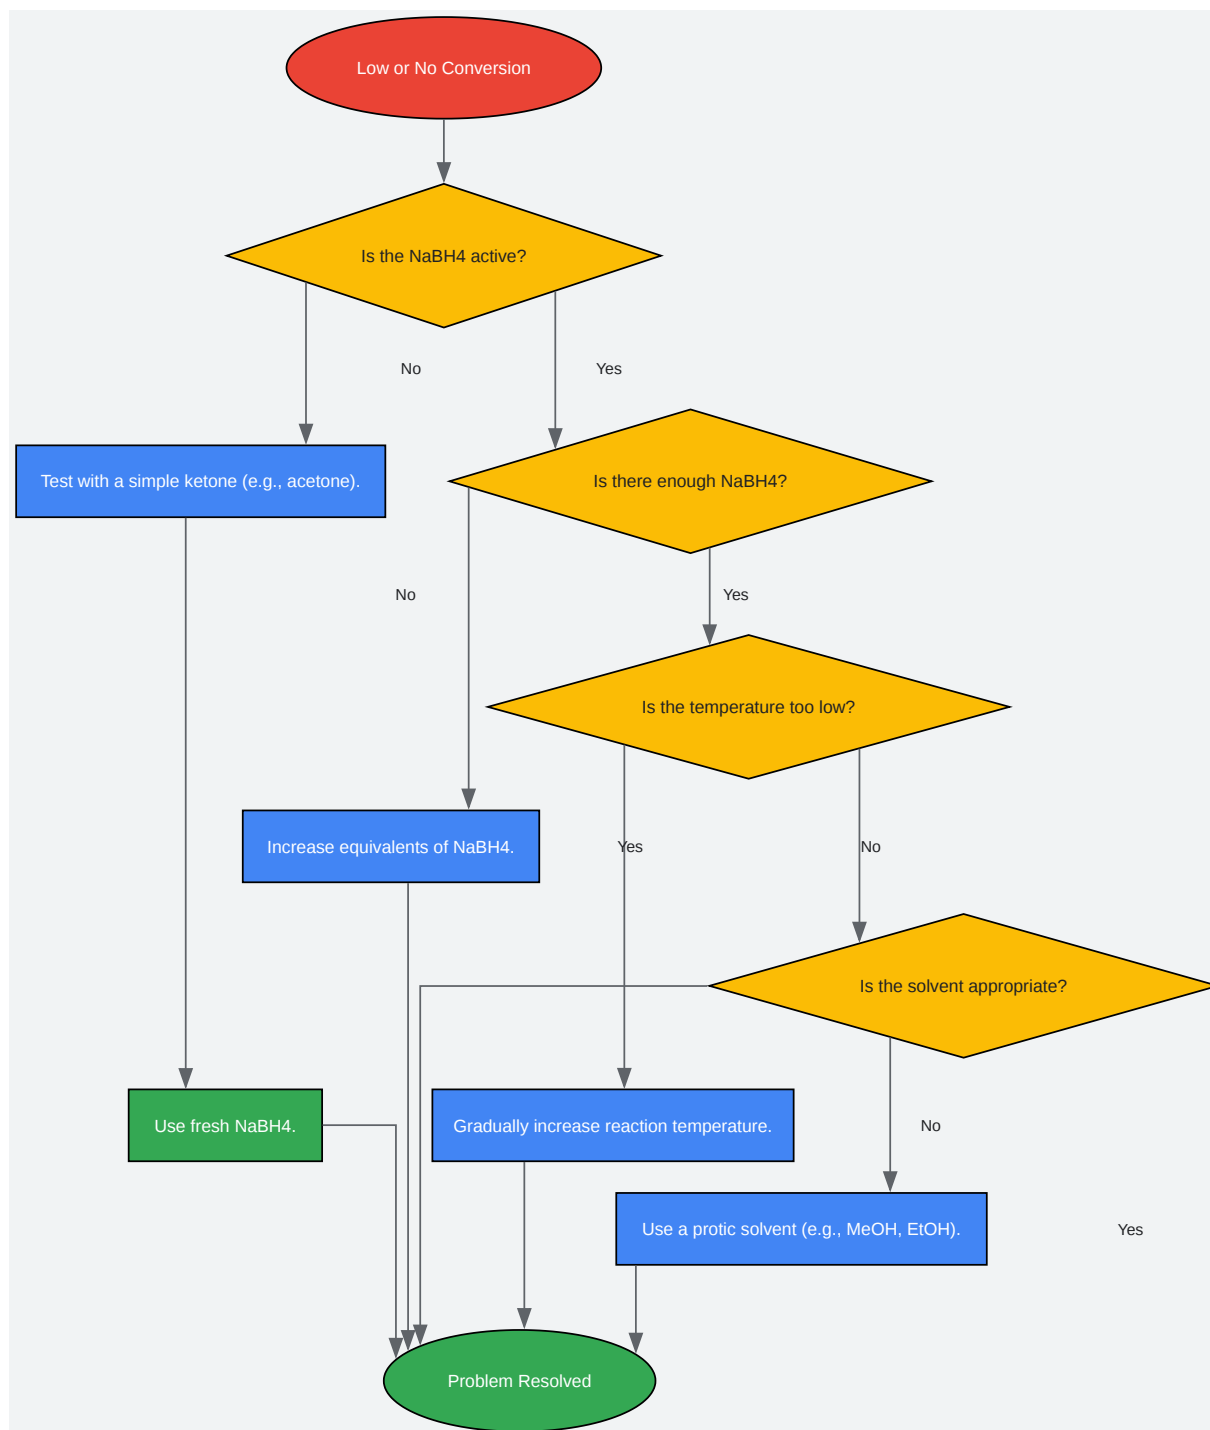 Low or No Conversion
Is the NaBH4 active?
No
Yes
Test with a simple ketone (e.g., acetone).
Is there enough NaBH4?
No
Yes
Is the temperature too low?
Increase equivalents of NaBH4.
Yes
No
Is the solvent appropriate?
Use fresh NaBH4.
Gradually increase reaction temperature.
No
Use a protic solvent (e.g., MeOH, EtOH).
Yes
Problem Resolved